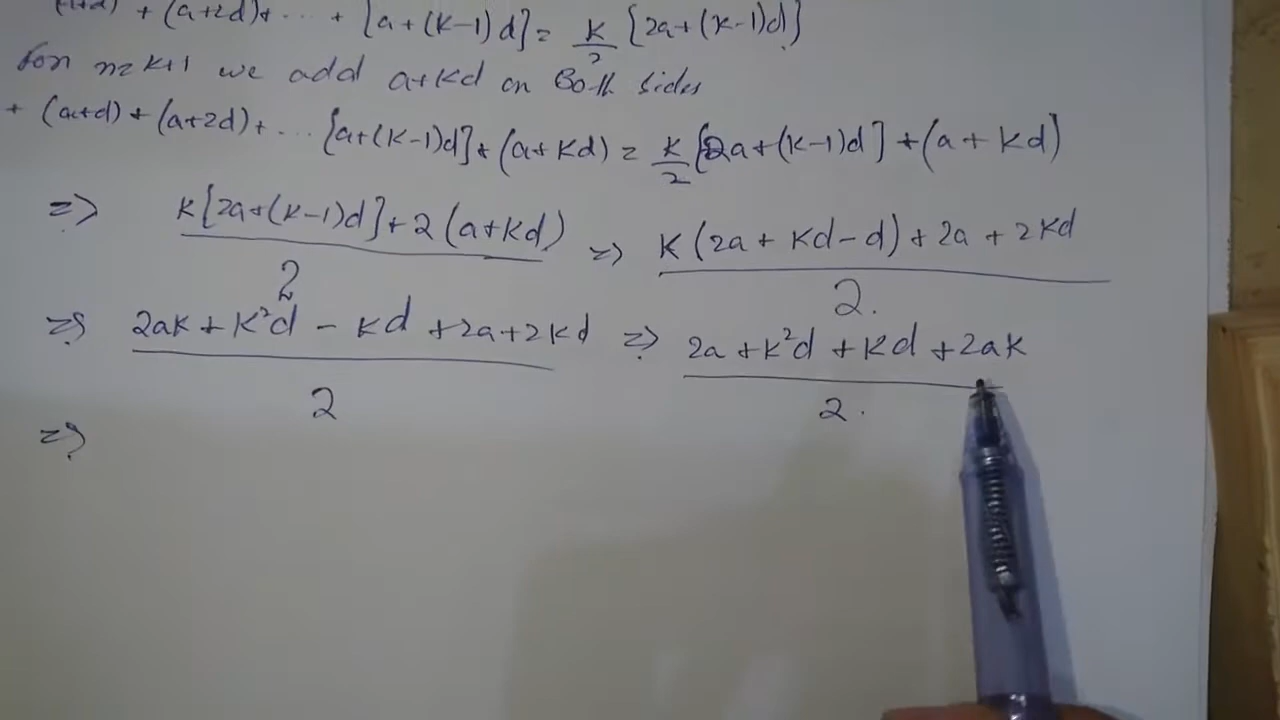 + (a+2d)+ ... + [a+(k-1)d] = k/2 [2a+(k-1)d]
for n=k+1 we add a+kd on Both sides
+ (a+d) + (a+2d)+ ... [a+(k-1)d]+ (a+kd) = k/2 [2a+(k-1)d] + (a + kd)
=> k[2a+(k-1)d]+2(a+kd) / 2 => k(2a + kd-d) + 2a + 2kd / 2.
=> 2ak + k²d - kd + 2a+2kd / 2 => 2a + k²d + kd + 2ak / 2.
=>